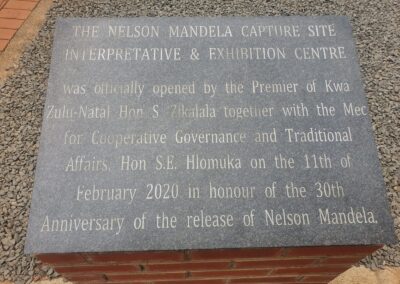 THE NELSON MANDELA CAPTURE SITE
INTERPRETATIVE & EXHIBITION CENTRE
was officially opened by the Premier of Kwa
Zulu-Natal Hon S Zikalala together with the Mec
for Cooperative Governance and Traditional
Affairs, Hon S.E. Hlomuka on the 11th of
February 2020 in honour of the 30th
Anniversary of the release of Nelson Mandela.